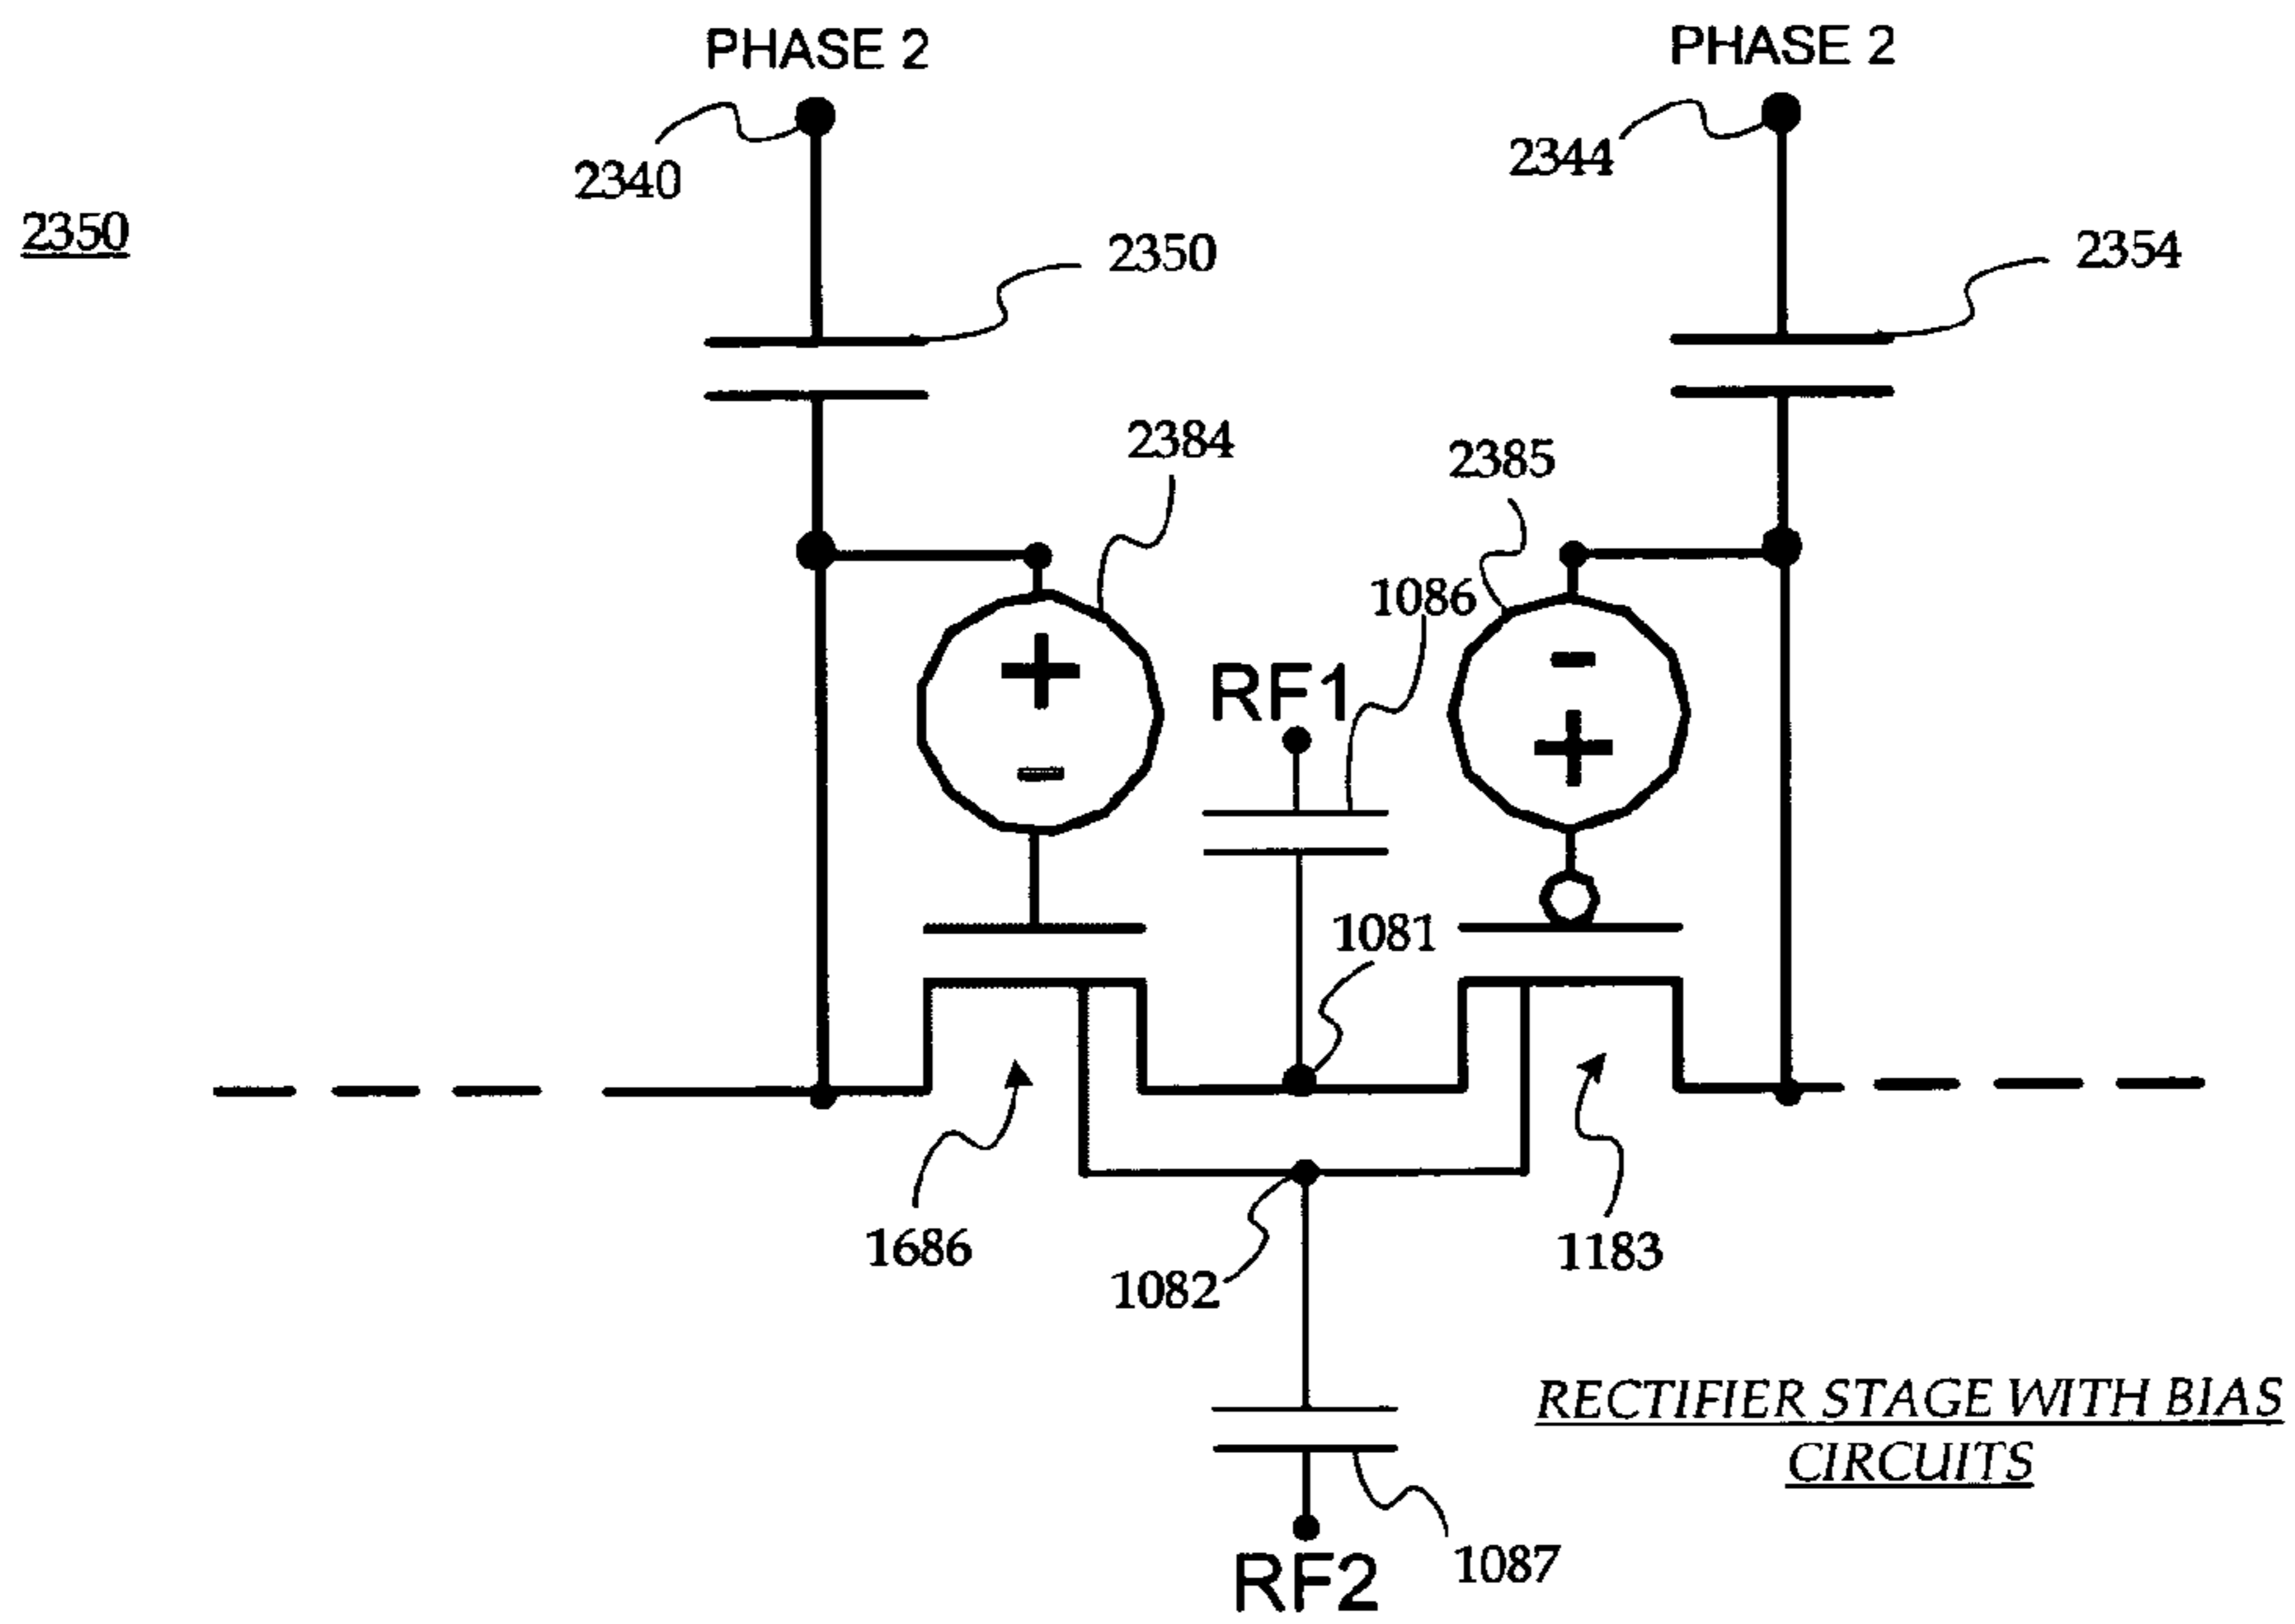 PHASE 2
PHASE 2
2340
2344
2350
2350
2354
2384
2385
1086
RF1
+
-
-
+
1081
1686
1183
1082
RECTIFIER STAGE WITH BIAS
CIRCUITS
1087
RF2